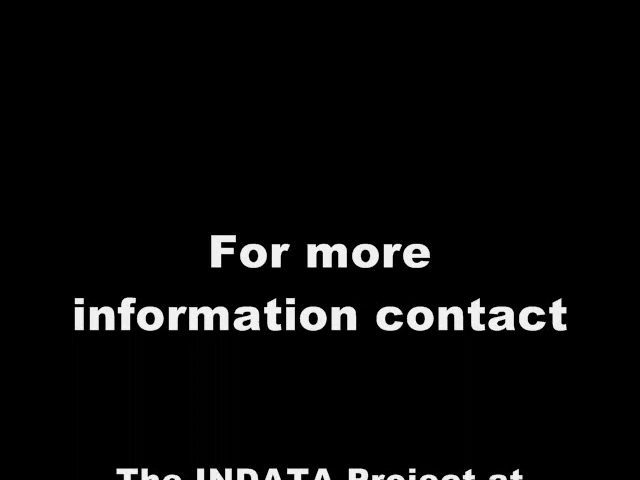 For more
information contact
The INDATA Project at